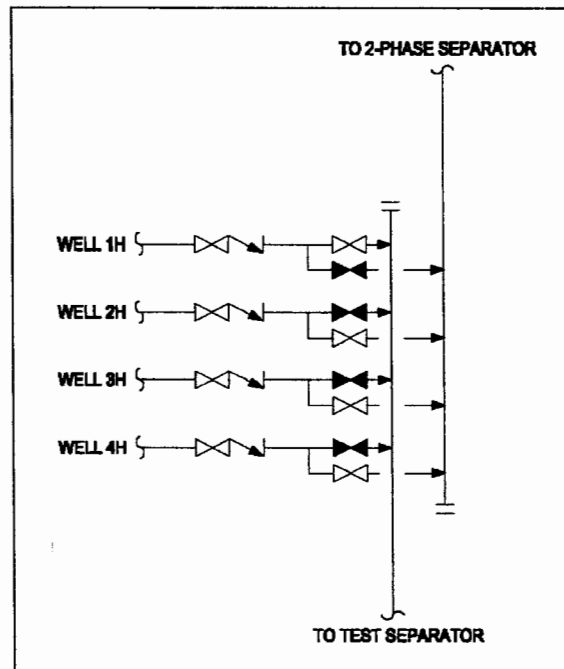 TO 2-PHASE SEPARATOR
WELL 1H
WELL 2H
WELL 3H
WELL 4H
TO TEST SEPARATOR